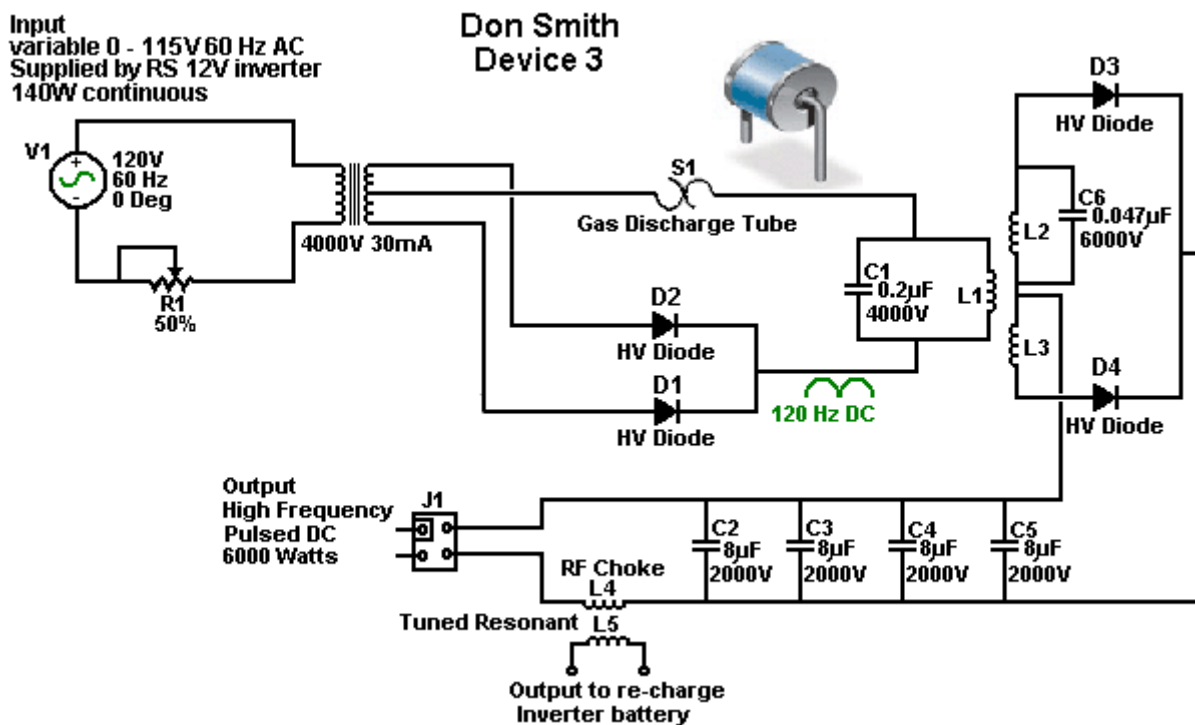 Input
variable 0 - 115V 60 Hz AC
Supplied by RS 12V inverter
140W continuous
Don Smith
Device 3
V1
120V
60 Hz
0 Deg
R1
50%
4000V 30mA
S1
Gas Discharge Tube
D2
HV Diode
D1
HV Diode
120 Hz DC
C1
0.2µF
4000V
L1
L2
L3
C6
0.047µF
6000V
D3
HV Diode
D4
HV Diode
Output
High Frequency
Pulsed DC
6000 Watts
J1
RF Choke
L4
Tuned Resonant
L5
Output to re-charge
Inverter battery
C2
8µF
2000V
C3
8µF
2000V
C4
8µF
2000V
C5
8µF
2000V